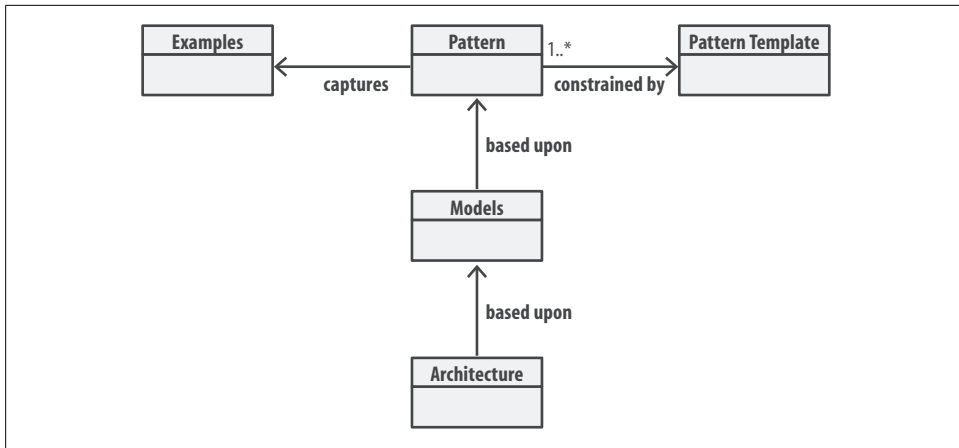 Examples
Pattern
1..*
Pattern Template
captures
constrained by
based upon
Models
based upon
Architecture